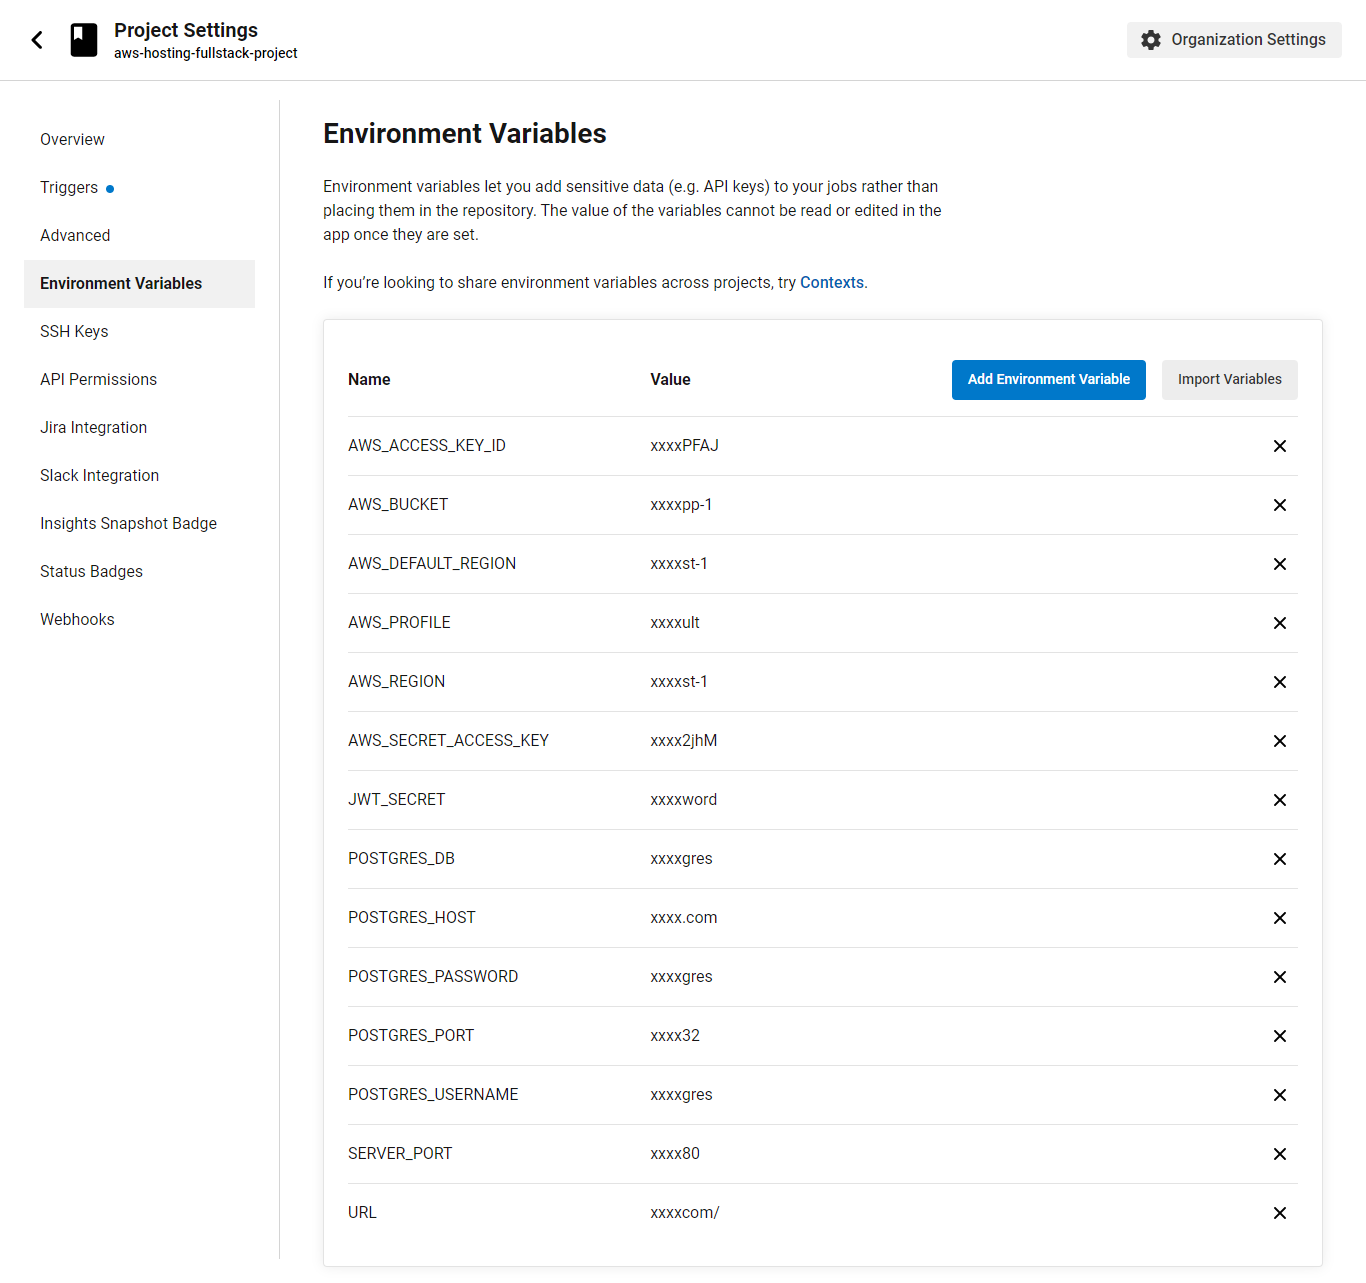 Project Settings
aws-hosting-fullstack-project
Organization Settings
Overview
Triggers
Advanced
Environment Variables
SSH Keys
API Permissions
Jira Integration
Slack Integration
Insights Snapshot Badge
Status Badges
Webhooks
Environment Variables
Environment variables let you add sensitive data (e.g. API keys) to your jobs rather than
placing them in the repository. The value of the variables cannot be read or edited in the
app once they are set.
If you’re looking to share environment variables across projects, try Contexts.
Name Value Add Environment Variable Import Variables
AWS_ACCESS_KEY_ID xxxxPFAJ
AWS_BUCKET xxxxpp-1
AWS_DEFAULT_REGION xxxxst-1
AWS_PROFILE xxxxult
AWS_REGION xxxxst-1
AWS_SECRET_ACCESS_KEY xxxx2jhM
JWT_SECRET xxxxword
POSTGRES_DB xxxxgres
POSTGRES_HOST xxxx.com
POSTGRES_PASSWORD xxxxgres
POSTGRES_PORT xxxx32
POSTGRES_USERNAME xxxxgres
SERVER_PORT xxxx80
URL xxxxcom/